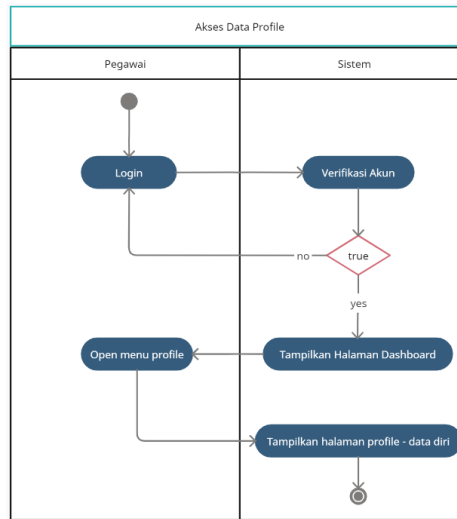 Akses Data Profile
Pegawai
Sistem
Login
Verifikasi Akun
no
true
yes
Open menu profile
Tampilkan Halaman Dashboard
Tampilkan halaman profile - data diri